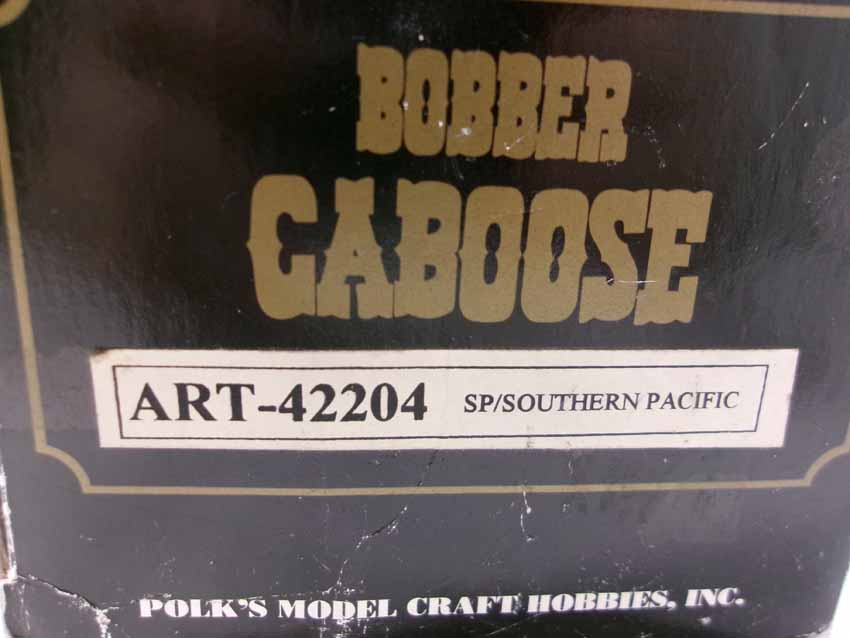 BOBBER
CABOOSE
ART-42204 SP/SOUTHERN PACIFIC
POLK'S MODEL CRAFT HOBBIES, INC.